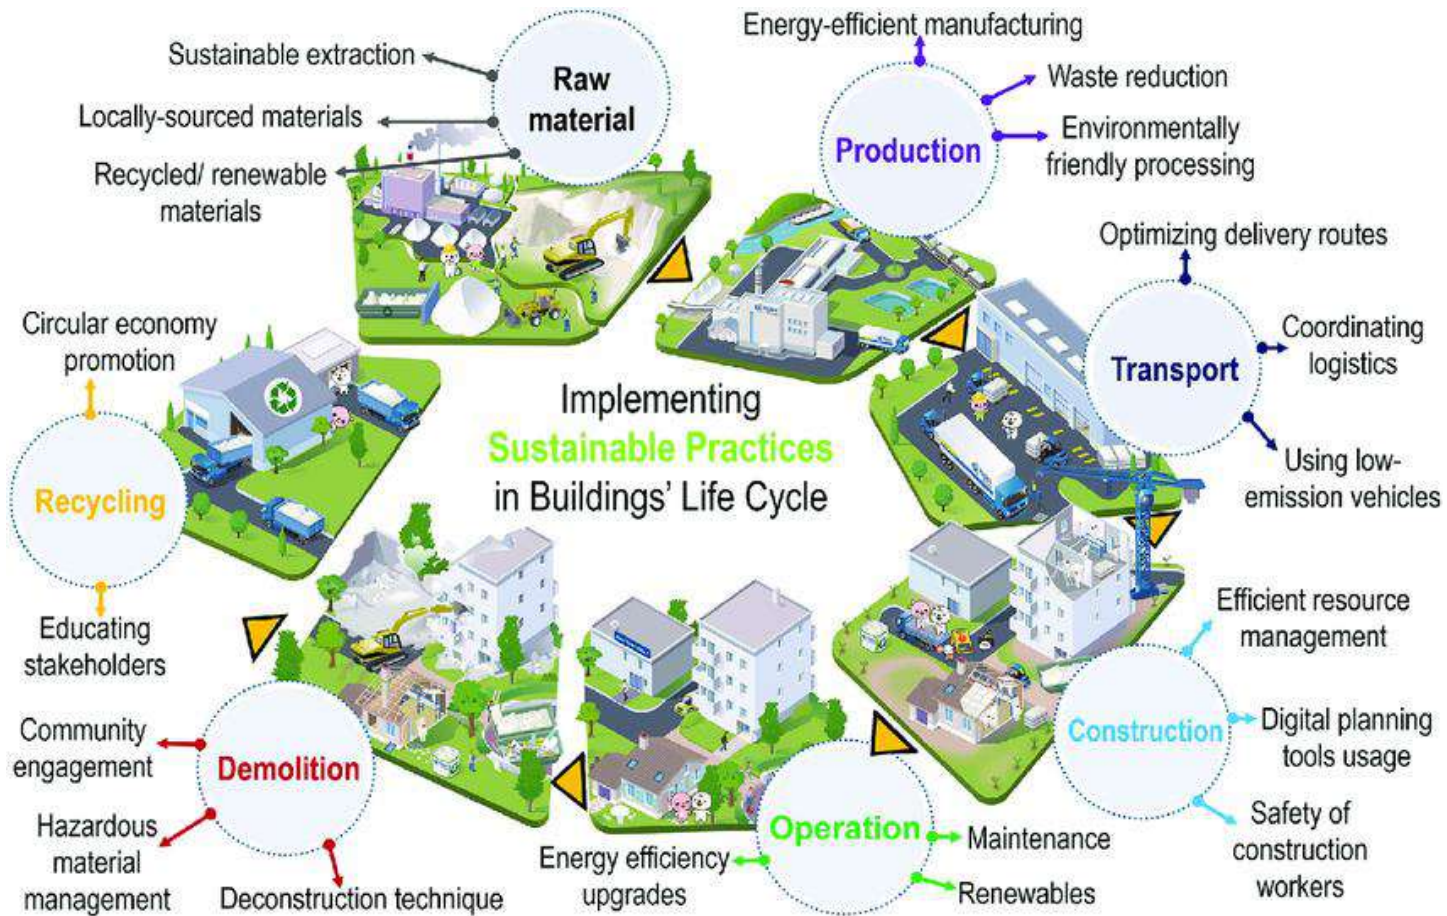 Energy-efficient manufacturing
Sustainable extraction
Raw
material
Waste reduction
Locally-sourced materials
Environmentally
friendly processing
Production
Recycled/ renewable
materials
Optimizing delivery routes
Circular economy
promotion
Coordinating
logistics
Transport
Implementing
Sustainable Practices
in Buildings' Life Cycle
Using low-
emission vehicles
Recycling
Educating
stakeholders
Efficient resource
management
Community
engagement
Demolition
Construction
Digital planning
tools usage
Hazardous
material
management
Operation
Maintenance
Safety of
construction
workers
Energy efficiency
upgrades
Renewables
Deconstruction technique